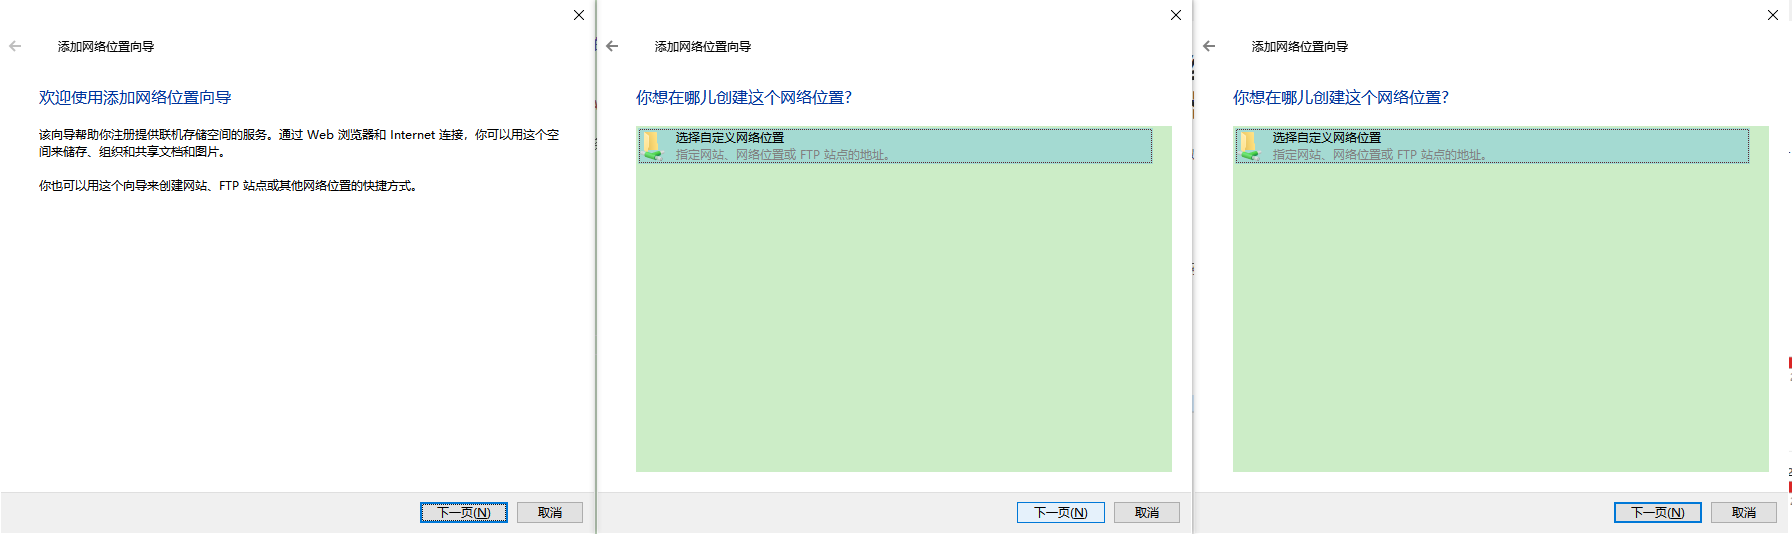 添加网络位置向导
欢迎使用添加网络位置向导
该向导帮助你注册提供联机存储空间的服务。通过 Web 浏览器和 Internet 连接，你可以用这个空
间来储存、组织和共享文档和图片。
你也可以用这个向导来创建网站、FTP 站点或其他网络位置的快捷方式。
下一页(N)
取消
添加网络位置向导
你想在哪儿创建这个网络位置?
选择自定义网络位置
指定网站、网络位置或 FTP 站点的地址。
下一页(N)
取消
添加网络位置向导
你想在哪儿创建这个网络位置?
选择自定义网络位置
指定网站、网络位置或 FTP 站点的地址。
下一页(N)
取消